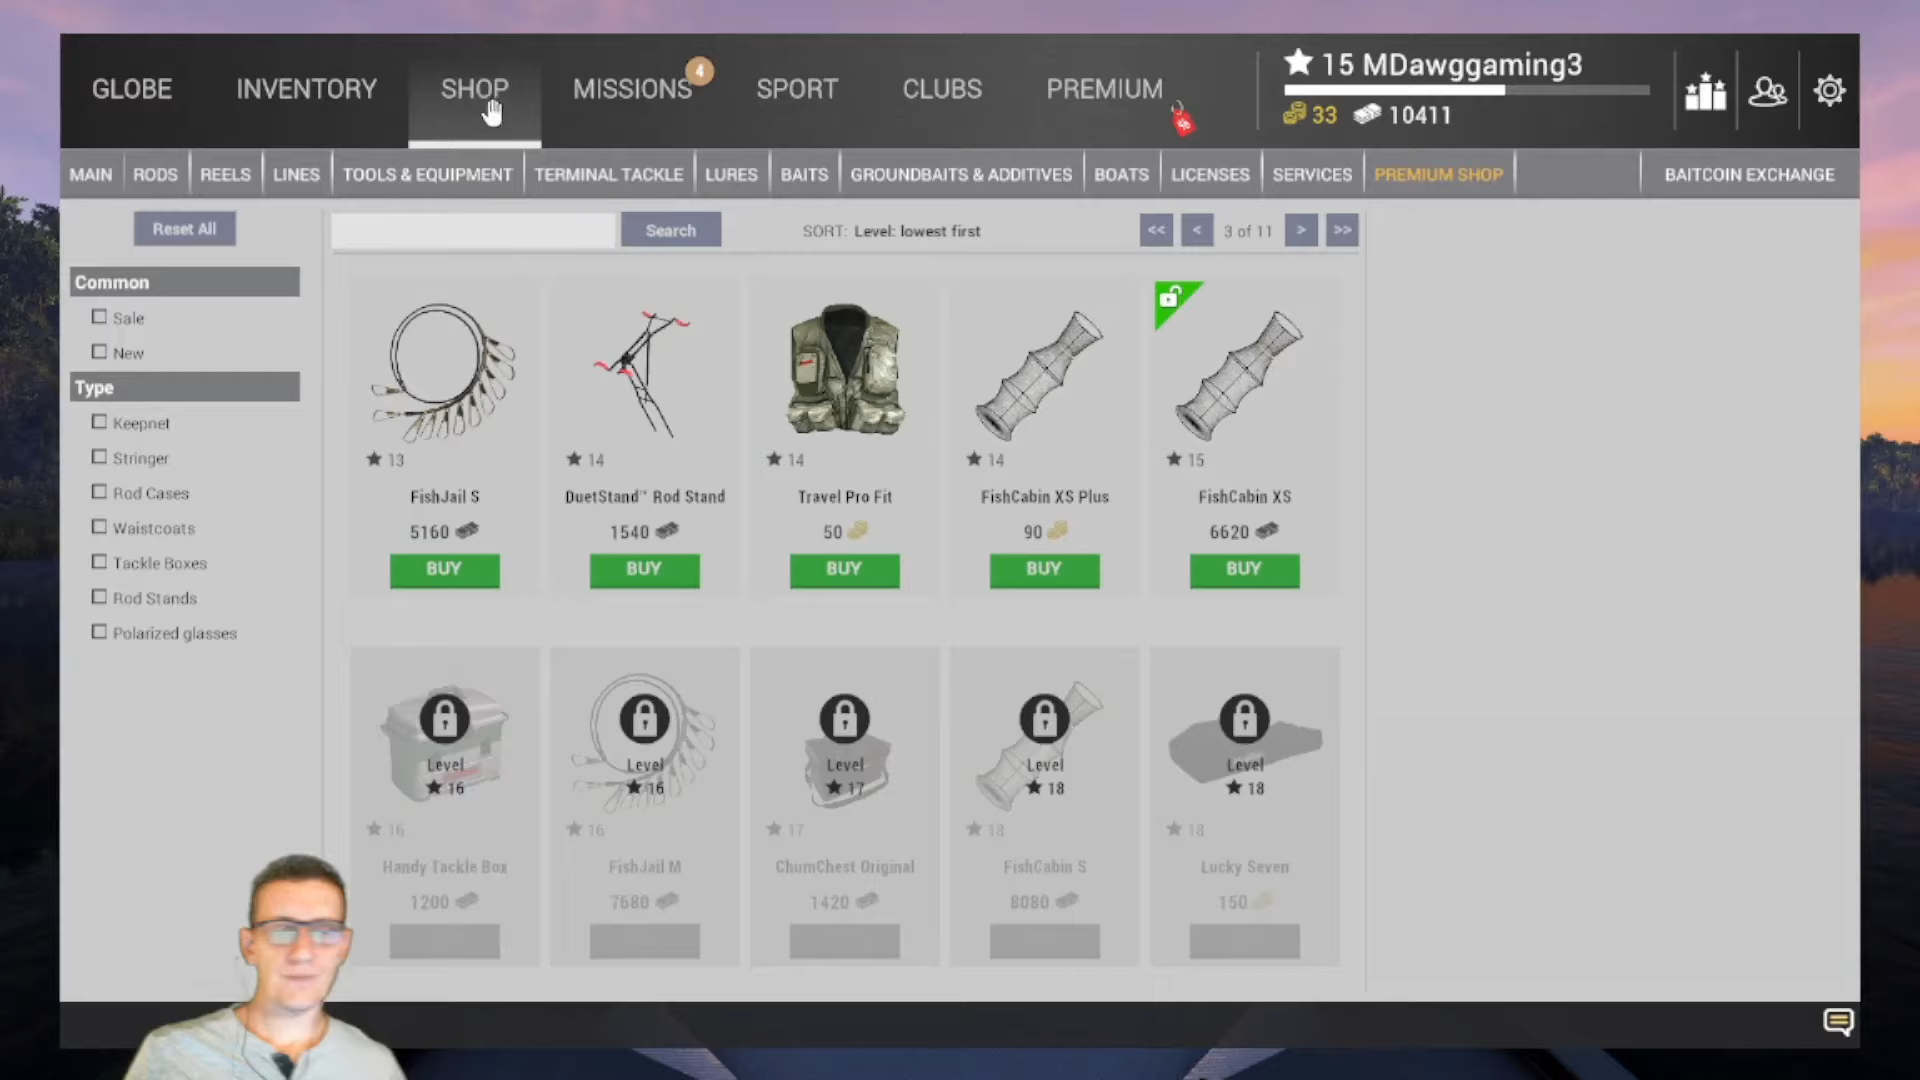 GLOBE INVENTORY SHOP MISSIONS 4 SPORT CLUBS PREMIUM
15 MDawggaming3
33 10411
MAIN RODS REELS LINES TOOLS & EQUIPMENT TERMINAL TACKLE LURES BAITS GROUNDBAITS & ADDITIVES BOATS LICENSES SERVICES PREMIUM SHOP BAITCOIN EXCHANGE
Reset All
Search
SORT: Level: lowest first
<< < 3 of 11 > >>
Common
Sale
New
Type
Keepnet
Stringer
Rod Cases
Waistcoats
Tackle Boxes
Rod Stands
Polarized glasses
13 14 14 14 15
FishJail S DuetStand™ Rod Stand Travel Pro Fit FishCabin XS Plus FishCabin XS
5160 1540 50 90 6620
BUY BUY BUY BUY BUY
Level Level Level Level Level
16 16 17 18 18
16 16 17 18 18
Handy Tackle Box FishJail M ChumChest Original FishCabin S Lucky Seven
1200 7680 1420 8080 150